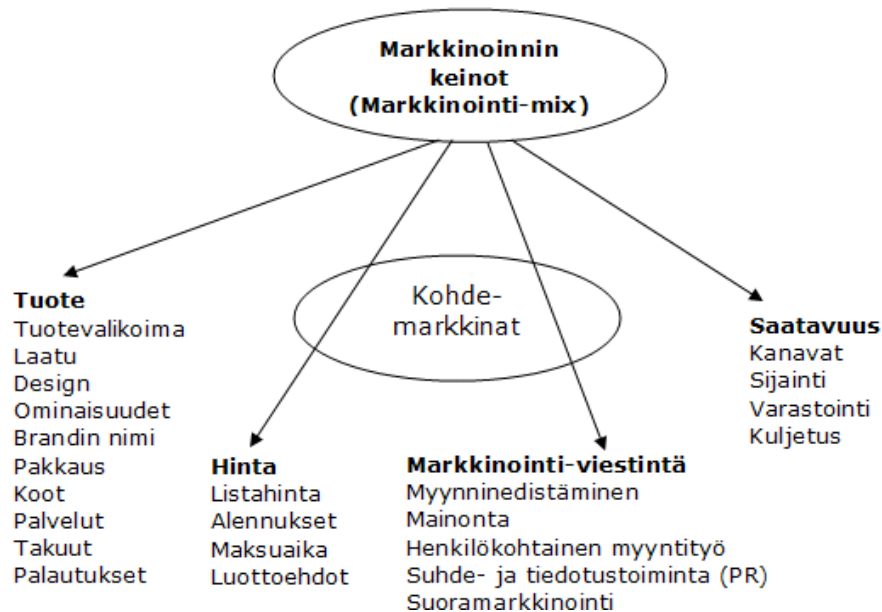 Markkinoinnin
keinot
(Markkinointi-mix)
Kohde-
markkinat
Tuote
Tuotevalikoima
Laatu
Design
Ominaisuudet
Brandin nimi
Pakkaus
Koot
Palvelut
Takuut
Palautukset
Hinta
Listahinta
Alennukset
Maksuaika
Luottoehdot
Markkinointi-viestintä
Myynninedistäminen
Mainonta
Henkilökohtainen myyntityö
Suhde- ja tiedotustoiminta (PR)
Suoramarkkinointi
Saatavuus
Kanavat
Sijainti
Varastointi
Kuljetus